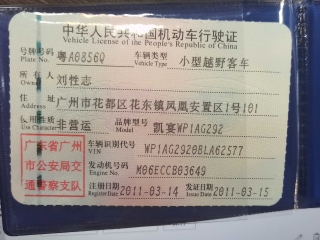 中华人民共和国机动车行驶证
Vehicle License of the People's Republic of China
号牌号码 Plate No. 粤A0856Q 车辆类型 Vehicle Type 小型越野客车
所有人 Owner 刘性志
住址 Address 广州市花都区花东镇凤凰安置区1号101
使用性质 Use Character 非营运 品牌型号 Model 凯宴WP1AG292
车辆识别代号 VIN WP1AG2920BLA62577
发动机号码 Engine No. M06ECCB03649
注册日期 Register Date 2011-03-14 发证日期 Issue Date 2011-03-15
广东省广州
市公安局交
通警察支队